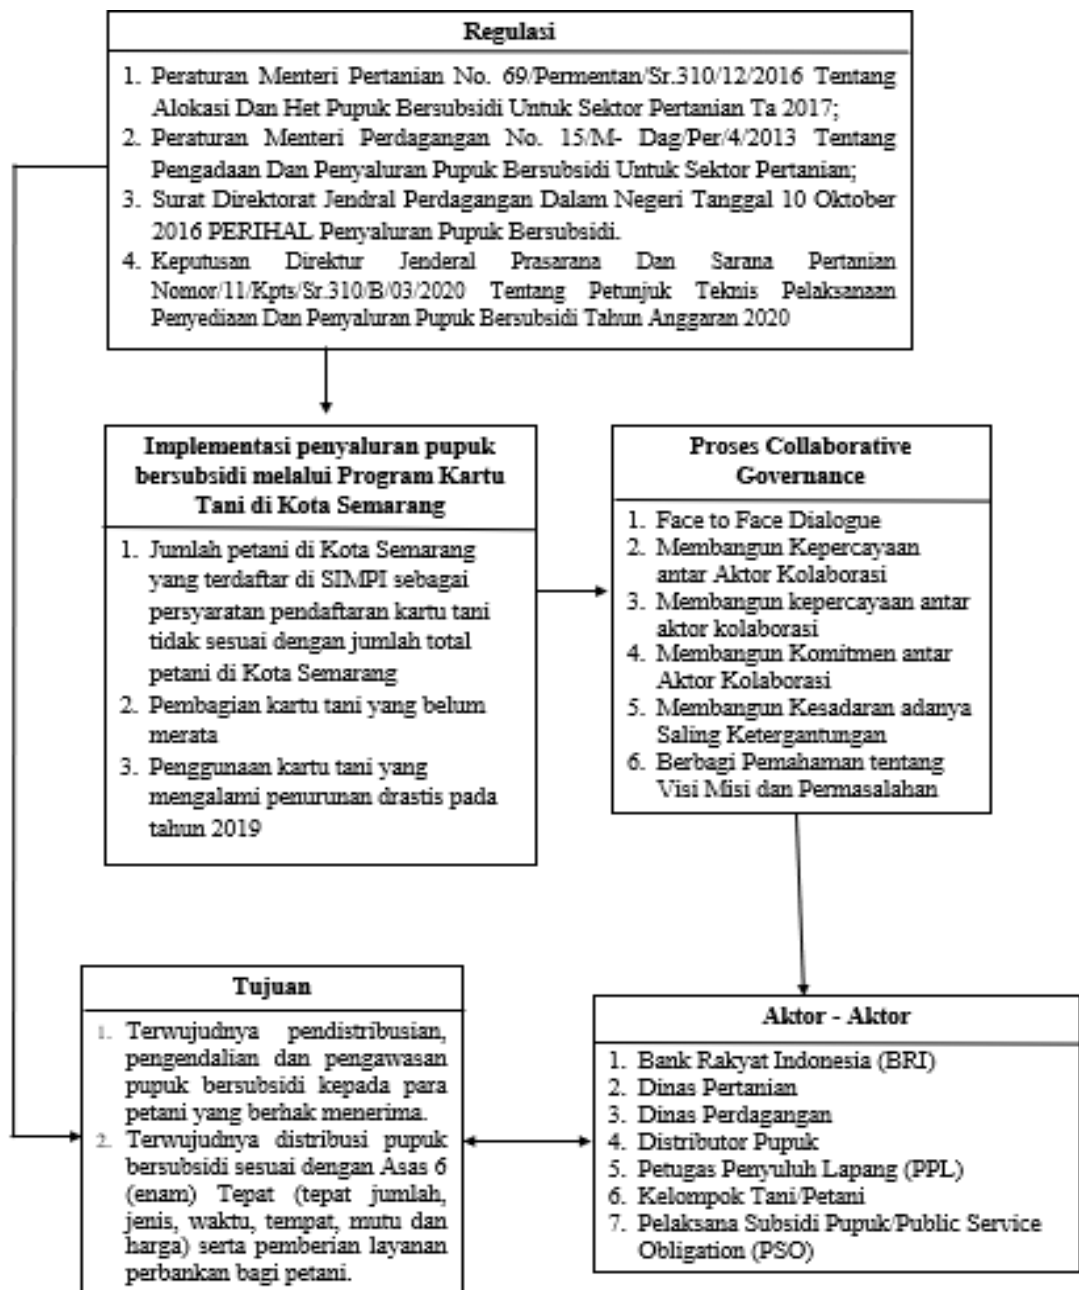 Regulasi
1. Peraturan Menteri Pertanian No. 69/Permentan/Sr.310/12/2016 Tentang
Alokasi Dan Het Pupuk Bersubsidi Untuk Sektor Pertanian Ta 2017;
2. Peraturan Menteri Perdagangan No. 15/M- Dag/Per/4/2013 Tentang
Pengadaan Dan Penyaluran Pupuk Bersubsidi Untuk Sektor Pertanian;
3. Surat Direktorat Jendral Perdagangan Dalam Negeri Tanggal 10 Oktober
2016 PERIHAL Penyaluran Pupuk Bersubsidi.
4. Keputusan Direktur Jenderal Prasarana Dan Sarana Pertanian
Nomor/11/Kpts/Sr.310/B/03/2020 Tentang Petunjuk Teknis Pelaksanaan
Penyediaan Dan Penyaluran Pupuk Bersubsidi Tahun Anggaran 2020
Implementasi penyaluran pupuk
bersubsidi melalui Program Kartu
Tani di Kota Semarang
1. Jumlah petani di Kota Semarang
yang terdaftar di SIMPI sebagai
persyaratan pendaftaran kartu tani
tidak sesuai dengan jumlah total
petani di Kota Semarang
2. Pembagian kartu tani yang belum
merata
3. Penggunaan kartu tani yang
mengalami penurunan drastis pada
tahun 2019
Proses Collaborative
Governance
1. Face to Face Dialogue
2. Membangun Kepercayaan
antar Aktor Kolaborasi
3. Membangun kepercayaan antar
aktor kolaborasi
4. Membangun Komitmen antar
Aktor Kolaborasi
5. Membangun Kesadaran adanya
Saling Ketergantungan
6. Berbagi Pemahaman tentang
Visi Misi dan Permasalahan
Tujuan
1. Terwujudnya pendistribusian,
pengendalian dan pengawasan
pupuk bersubsidi kepada para
petani yang berhak menerima.
2. Terwujudnya distribusi pupuk
bersubsidi sesuai dengan Asas 6
(enam) Tepat (tepat jumlah,
jenis, waktu, tempat, mutu dan
harga) serta pemberian layanan
perbankan bagi petani.
Aktor - Aktor
1. Bank Rakyat Indonesia (BRI)
2. Dinas Pertanian
3. Dinas Perdagangan
4. Distributor Pupuk
5. Petugas Penyuluh Lapang (PPL)
6. Kelompok Tani/Petani
7. Pelaksana Subsidi Pupuk/Public Service
Obligation (PSO)